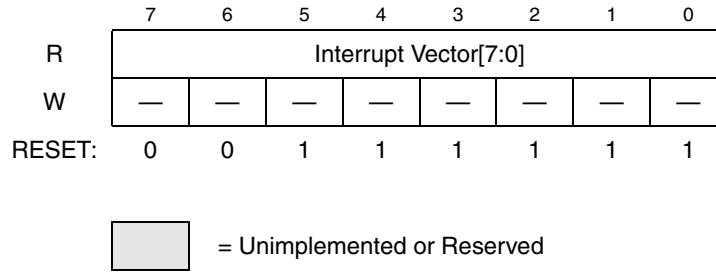 7 6 5 4 3 2 1 0
R Interrupt Vector[7:0]
W — — — — — — — —
RESET: 0 0 1 1 1 1 1 1
= Unimplemented or Reserved